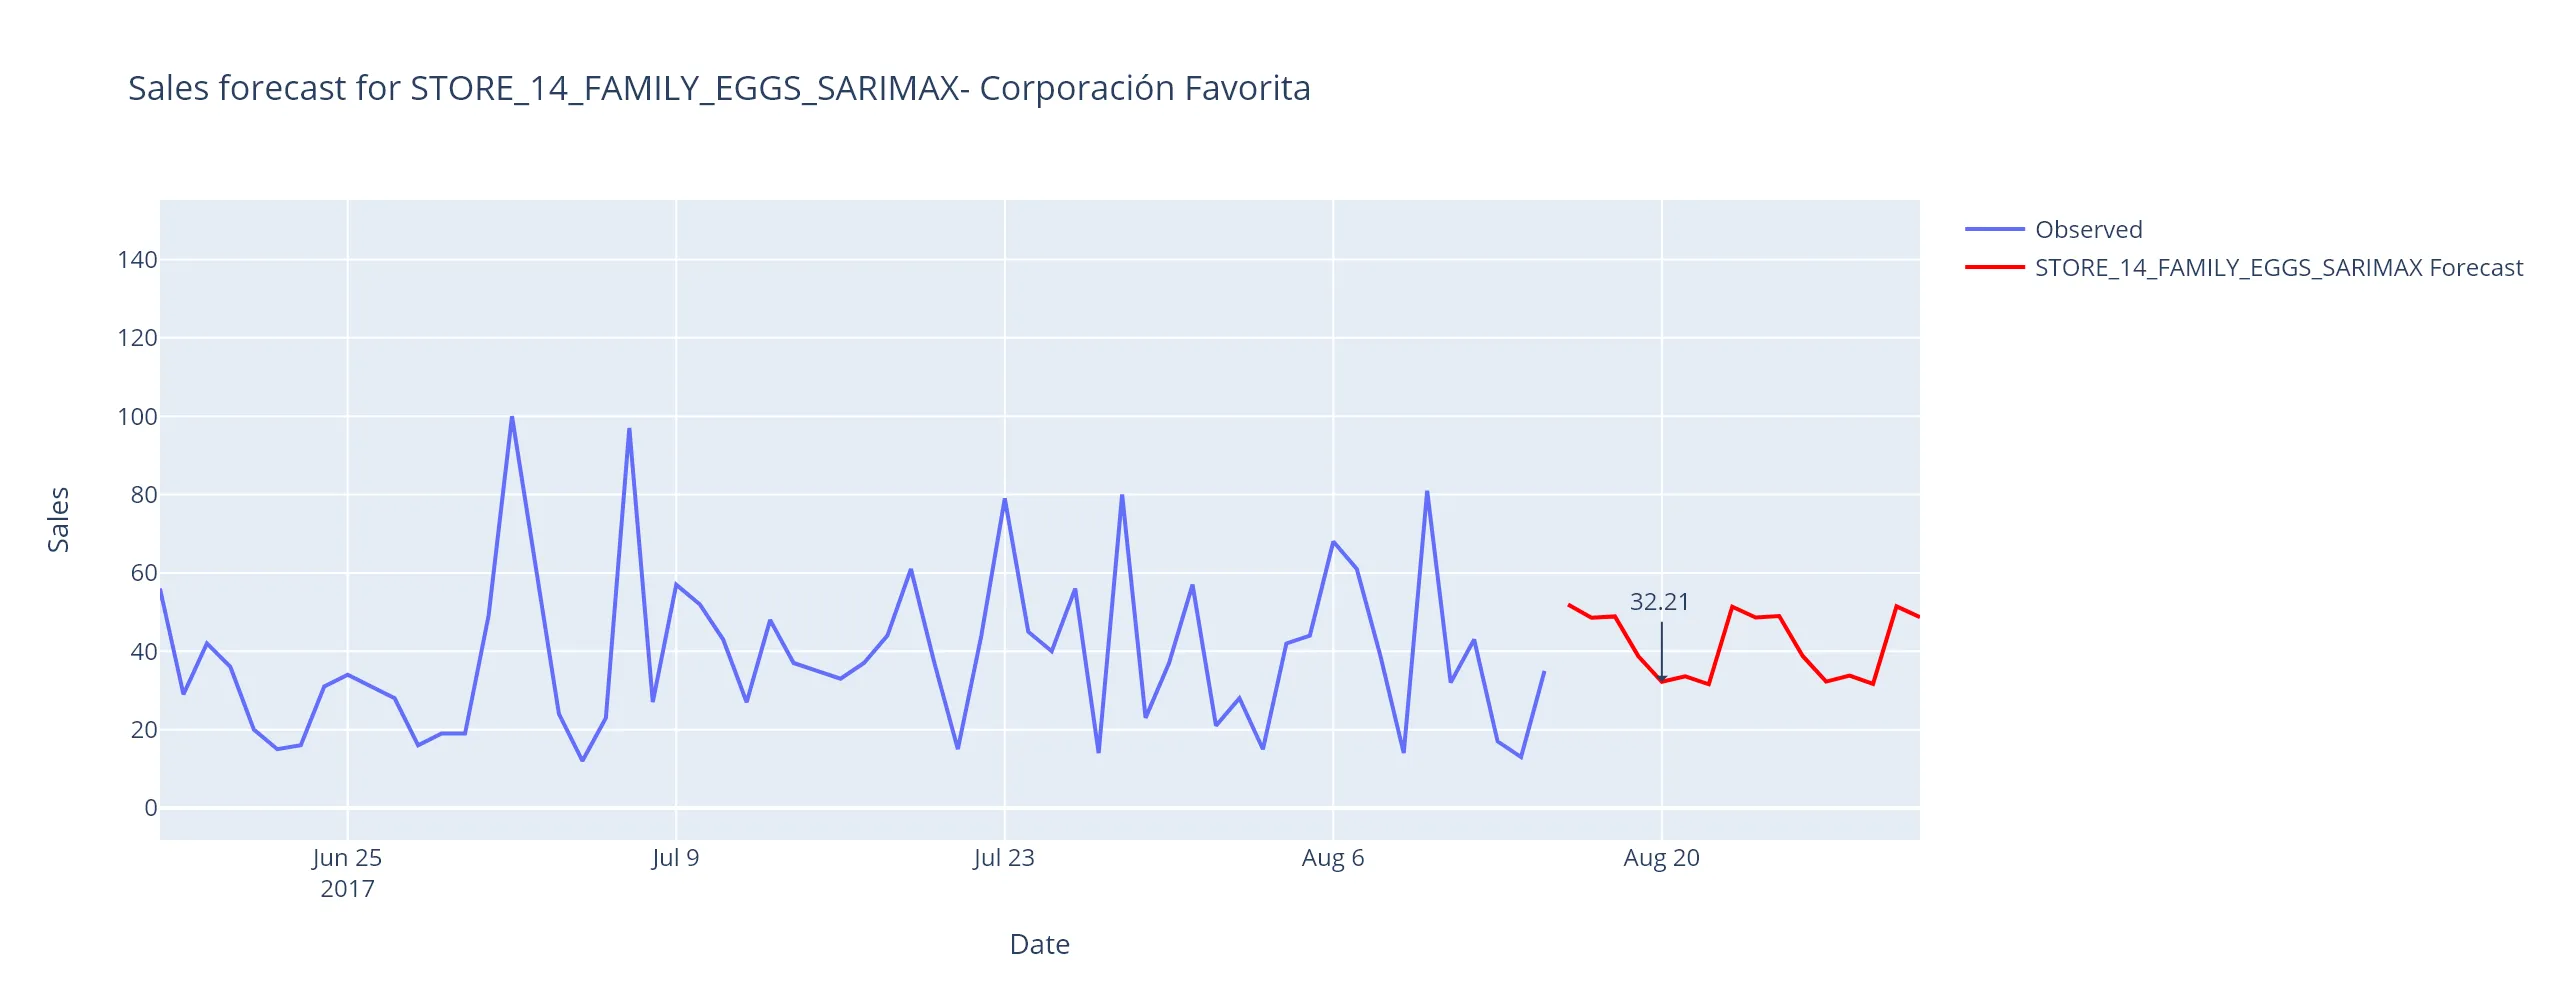 Sales forecast for STORE_14_FAMILY_EGGS_SARIMAX- Corporación Favorita
Observed
STORE_14_FAMILY_EGGS_SARIMAX Forecast
140
120
100
80
60
40
20
0
Sales
32.21
Jun 25
2017
Jul 9
Jul 23
Aug 6
Aug 20
Date